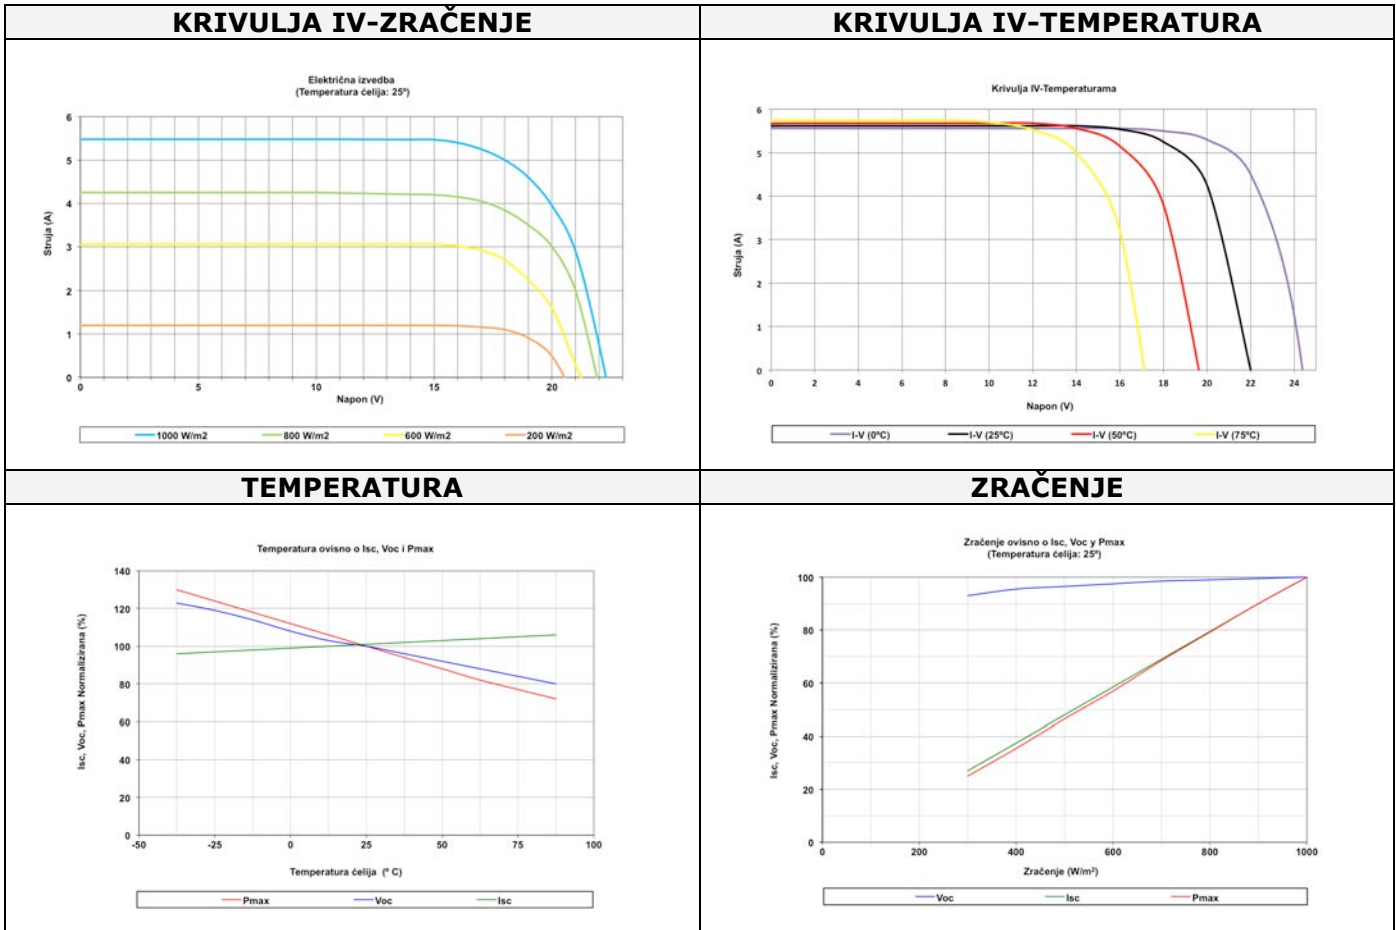 KRIVULJA IV-ZRAČENJE
Električna izvedba
(Temperatura ćelija: 25º)
Struja (A)
6
5
4
3
2
1
0
0 5 10 15 20
Napon (V)
1000 W/m2 800 W/m2 600 W/m2 200 W/m2
KRIVULJA IV-TEMPERATURA
Krivulja IV-Temperaturama
Struja (A)
6
5
4
3
2
1
0
0 2 4 6 8 10 12 14 16 18 20 22 24
Napon (V)
I-V (0ºC) I-V (25ºC) I-V (50ºC) I-V (75ºC)
TEMPERATURA
Temperatura ovisno o Isc, Voc i Pmax
Isc, Voc, Pmax Normalizirana (%)
140
120
100
80
60
40
20
0
-50 -25 0 25 50 75 100
Temperatura ćelija (º C)
Pmax Voc Isc
ZRAČENJE
Zračenje ovisno o Isc, Voc y Pmax
(Temperatura ćelija: 25º)
Isc, Voc, Pmax Normalizirana (%)
100
80
60
40
20
0
0 200 400 600 800 1000
Zračenje (W/m²)
Voc Isc Pmax